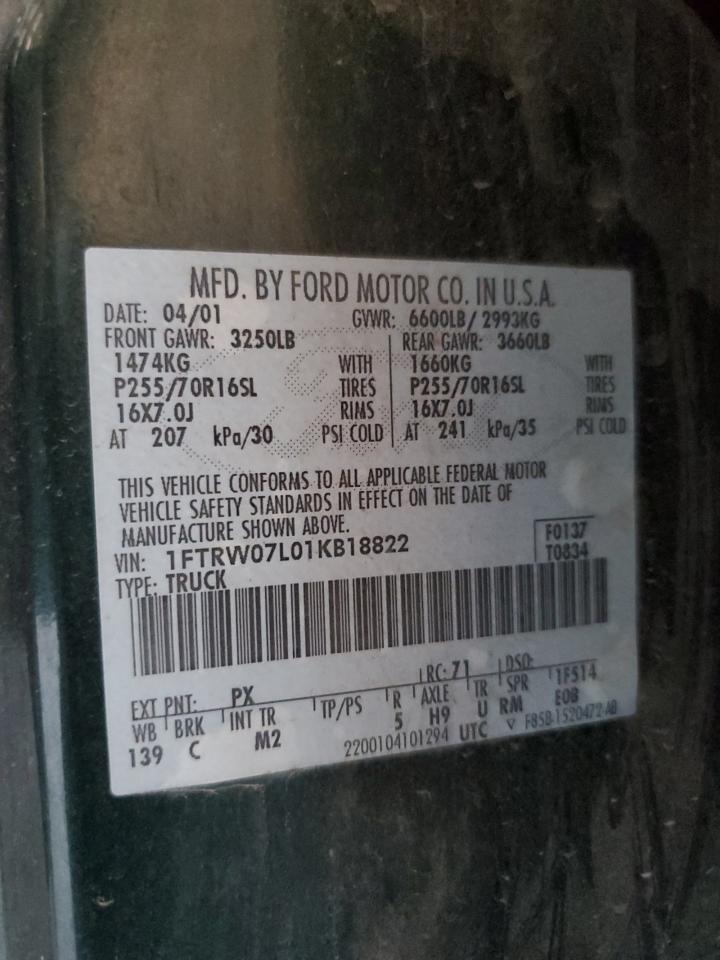 MFD. BY FORD MOTOR CO. IN U.S.A.
DATE: 04/01 GVWR: 6600LB/ 2993KG
FRONT GAWR: 3250LB REAR GAWR: 3660LB
1474KG WITH 1660KG WITH
P255/70R16SL TIRES P255/70R16SL TIRES
16X7.0J RIMS 16X7.0J RIMS
AT 207 kPa/30 PSI COLD AT 241 kPa/35 PSI COLD
THIS VEHICLE CONFORMS TO ALL APPLICABLE FEDERAL MOTOR
VEHICLE SAFETY STANDARDS IN EFFECT ON THE DATE OF
MANUFACTURE SHOWN ABOVE.
VIN: 1FTRW07L01KB18822 F0137
TYPE: TRUCK T0834
EXT PNT: PX RC: 71 DSO:
WB BRK INT TR TP/PS R AXLE TR SPR 1F514
139 C M2 5 H9 U RM E0B
2200104101294 UTC V F85B-1520472-AB